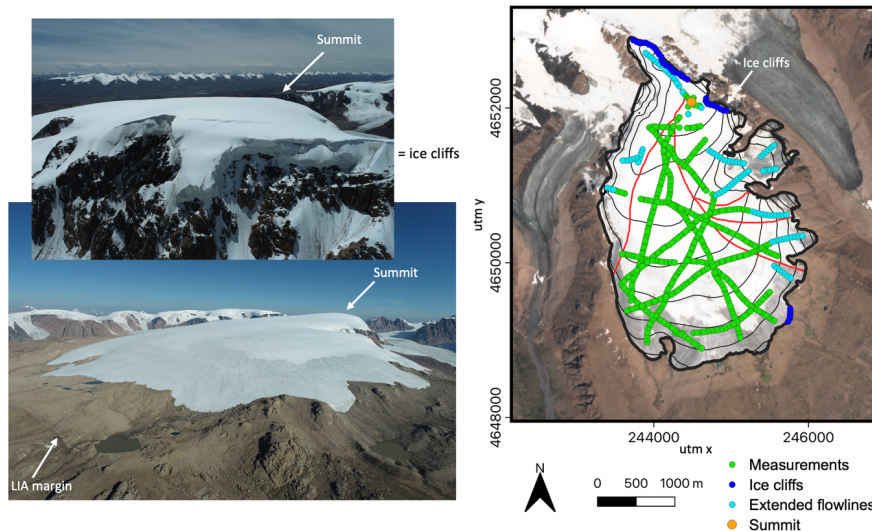 Summit
= ice cliffs
Summit
LIA margin
Ice cliffs
4652000
4650000
4648000
utm y
244000
246000
utm x
N
0 500 1000 m
Measurements
Ice cliffs
Extended flowlines
Summit